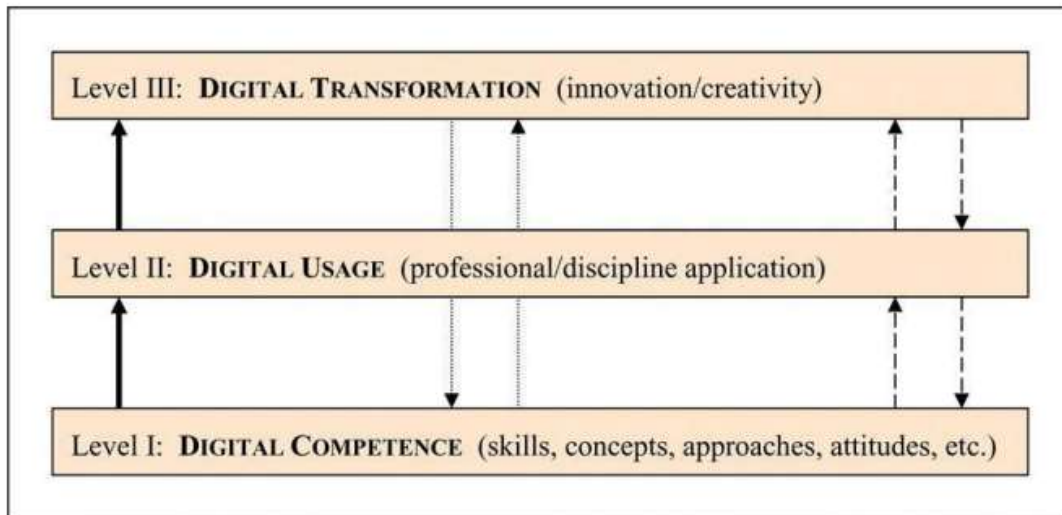 Level III: DIGITAL TRANSFORMATION (innovation/creativity)
Level II: DIGITAL USAGE (professional/discipline application)
Level I: DIGITAL COMPETENCE (skills, concepts, approaches, attitudes, etc.)